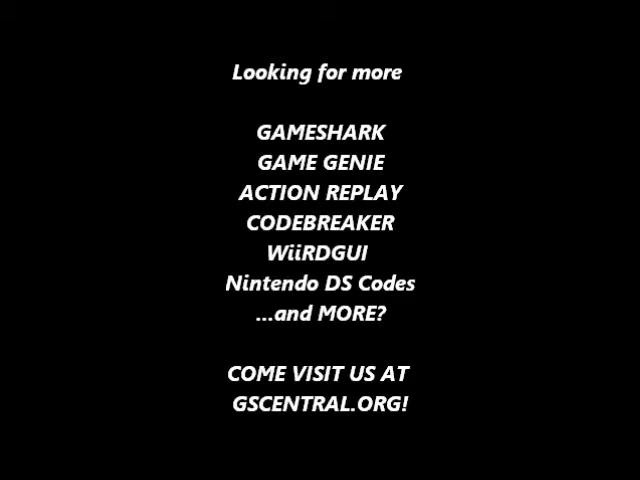 Looking for more
GAMESHARK
GAME GENIE
ACTION REPLAY
CODEBREAKER
WiiRDGUI
Nintendo DS Codes
...and MORE?
COME VISIT US AT
GSCENTRAL.ORG!